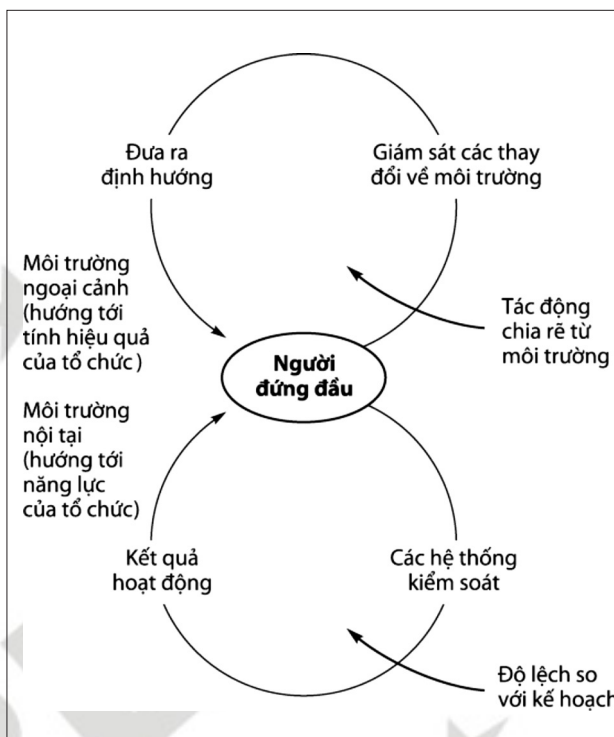 Đưa ra
định hướng
Giám sát các thay
đổi về môi trường
Môi trường
ngoại cảnh
(hướng tới
tính hiệu quả
của tổ chức)
Tác động
chia rẽ từ
môi trường
Người
đứng đầu
Môi trường
nội tại
(hướng tới
năng lực
của tổ chức)
Kết quả
hoạt động
Các hệ thống
kiểm soát
Độ lệch so
với kế hoạch